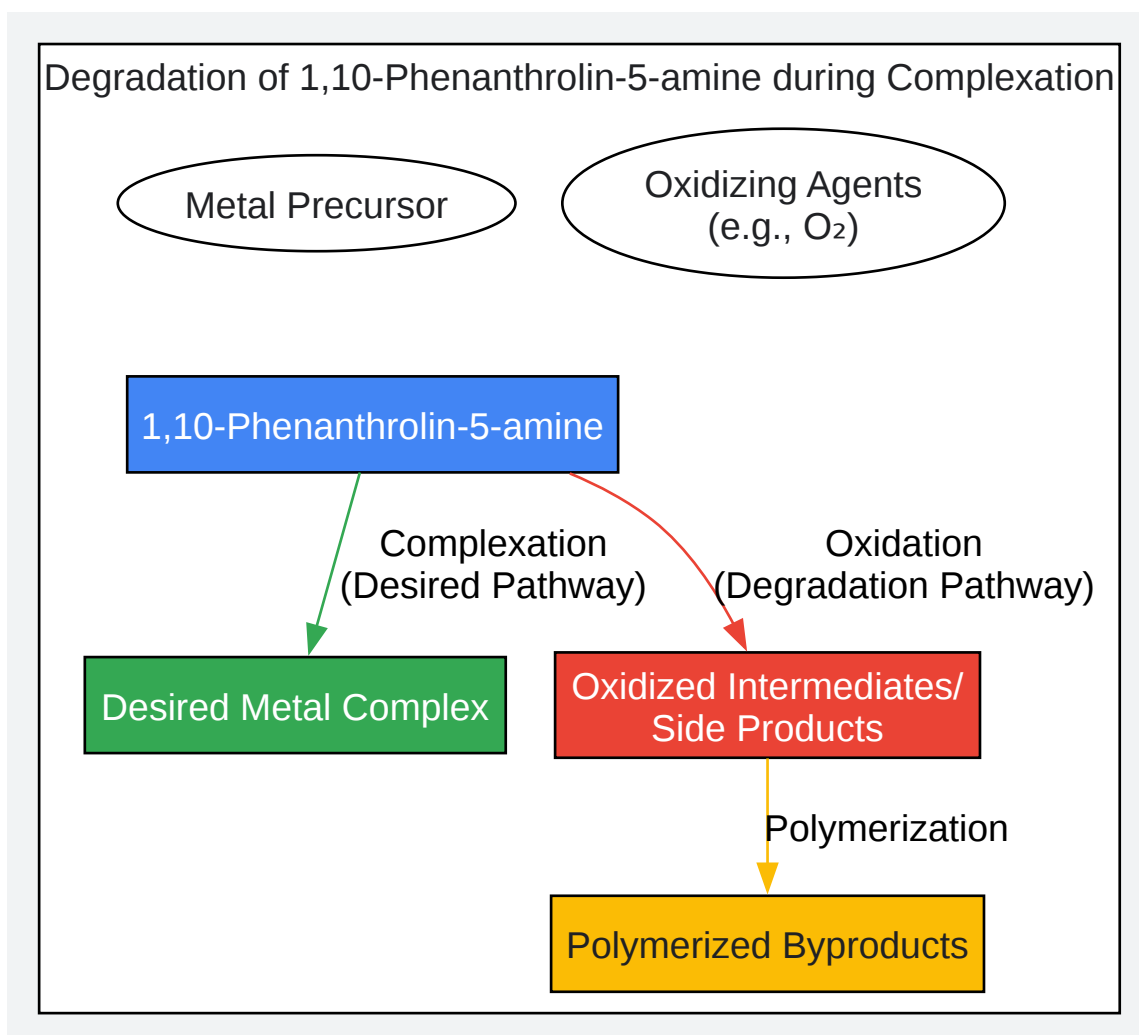 Degradation of 1,10-Phenanthrolin-5-amine during Complexation
Metal Precursor
Oxidizing Agents
(e.g., O₂)
1,10-Phenanthrolin-5-amine
Complexation
(Desired Pathway)
Oxidation
(Degradation Pathway)
Desired Metal Complex
Oxidized Intermediates/
Side Products
Polymerization
Polymerized Byproducts